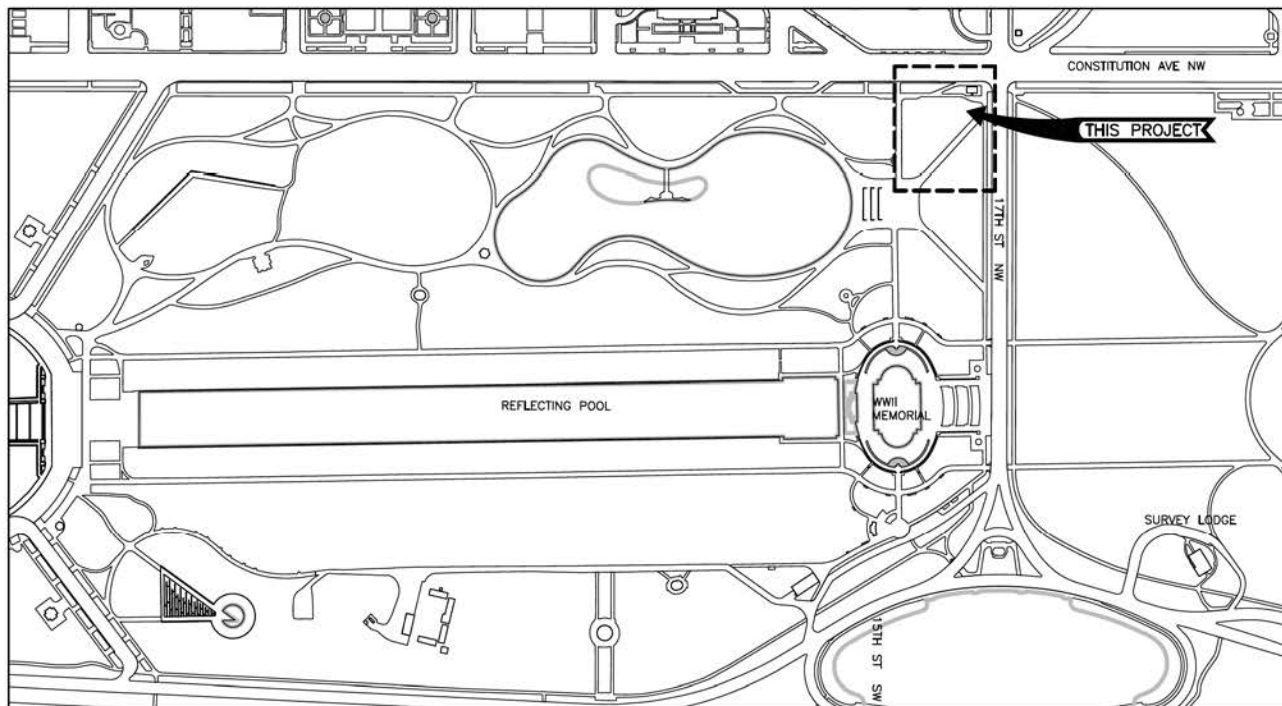 CONSTITUTION AVE NW
THIS PROJECT
17TH ST NW
REFLECTING POOL
WWII
MEMORIAL
SURVEY LODGE
15TH ST SW